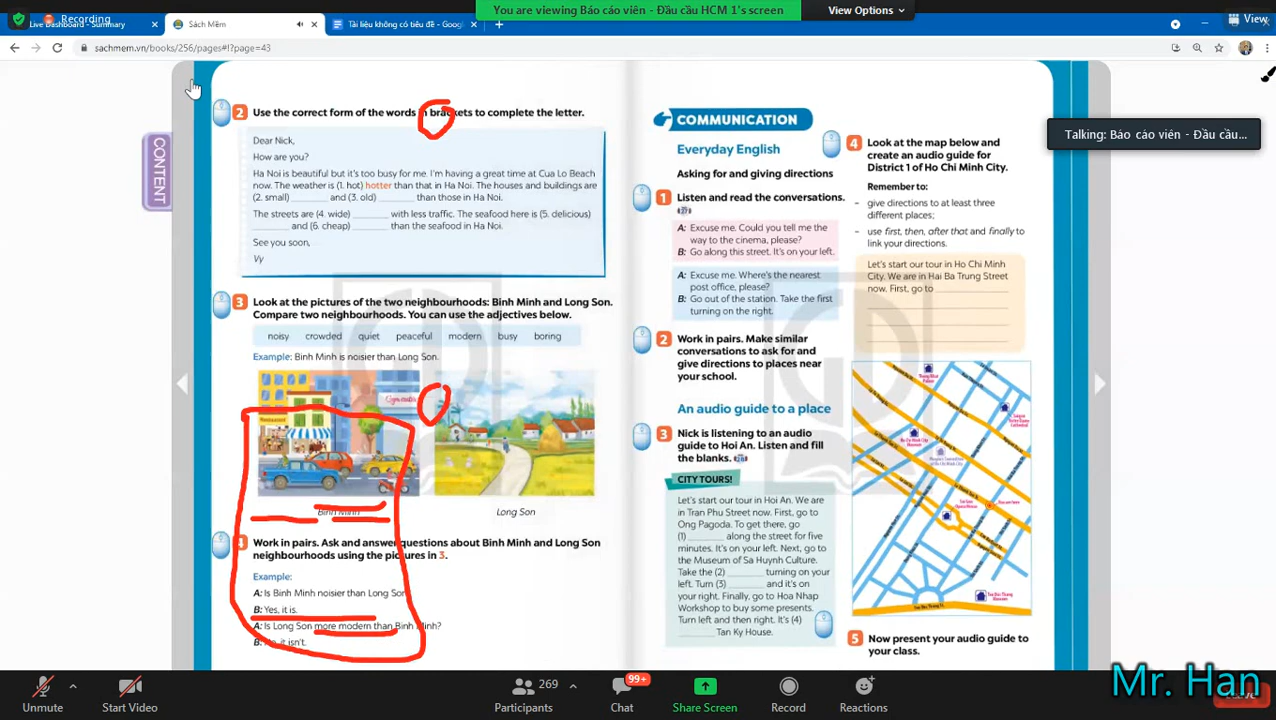 Recording
Live Dashboard - Summary
Sách Mềm
Tài liệu không có tiêu đề - Goog
You are viewing Báo cáo viên - Đầu cầu HCM 1's screen
View Options
View
sachmem.vn/books/256/pages#!?page=43
Talking: Báo cáo viên - Đầu cầu...
CONTENT
2 Use the correct form of the words in brackets to complete the letter.
Dear Nick,
How are you?
Ha Noi is beautiful but it's too busy for me. I'm having a great time at Cua Lo Beach
now. The weather is (1. hot) hotter than that in Ha Noi. The houses and buildings are
(2. small) ______ and (3. old) ______ than those in Ha Noi.
The streets are (4. wide) ______ with less traffic. The seafood here is (5. delicious)
______ and (6. cheap) ______ than the seafood in Ha Noi.
See you soon,
Vy
3 Look at the pictures of the two neighbourhoods: Binh Minh and Long Son.
Compare two neighbourhoods. You can use the adjectives below.
noisy crowded quiet peaceful modern busy boring
Example: Binh Minh is noisier than Long Son.
Binh Minh
Long Son
4 Work in pairs. Ask and answer questions about Binh Minh and Long Son
neighbourhoods using the pictures in 3.
Example:
A: Is Binh Minh noisier than Long Son
B: Yes, it is.
A: Is Long Son more modern than Binh Minh?
B: No, it isn't.
COMMUNICATION
Everyday English
Asking for and giving directions
1 Listen and read the conversations.
A: Excuse me. Could you tell me the
way to the cinema, please?
B: Go along this street. It's on your left.
A: Excuse me. Where's the nearest
post office, please?
B: Go out of the station. Take the first
turning on the right.
2 Work in pairs. Make similar
conversations to ask for and
give directions to places near
your school.
An audio guide to a place
3 Nick is listening to an audio
guide to Hoi An. Listen and fill
the blanks.
CITY TOURS!
Let's start our tour in Hoi An. We are
in Tran Phu Street now. First, go to
Ong Pagoda. To get there, go
(1) ______ along the street for five
minutes. It's on your left. Next, go to
the Museum of Sa Huynh Culture.
Take the (2) ______ turning on your
left. Turn (3) ______ and it's on
your right. Finally, go to Hoa Nhap
Workshop to buy some presents.
Turn left and then right. It's (4)
______ Tan Ky House.
4 Look at the map below and
create an audio guide for
District 1 of Ho Chi Minh City.
Remember to:
- give directions to at least three
different places;
- use first, then, after that and finally to
link your directions.
Let's start our tour in Ho Chi Minh
City. We are in Hai Ba Trung Street
now. First, go to ______
5 Now present your audio guide to
your class.
Mr. Han
Unmute
Start Video
269
Participants
99+
Chat
Share Screen
Record
Reactions